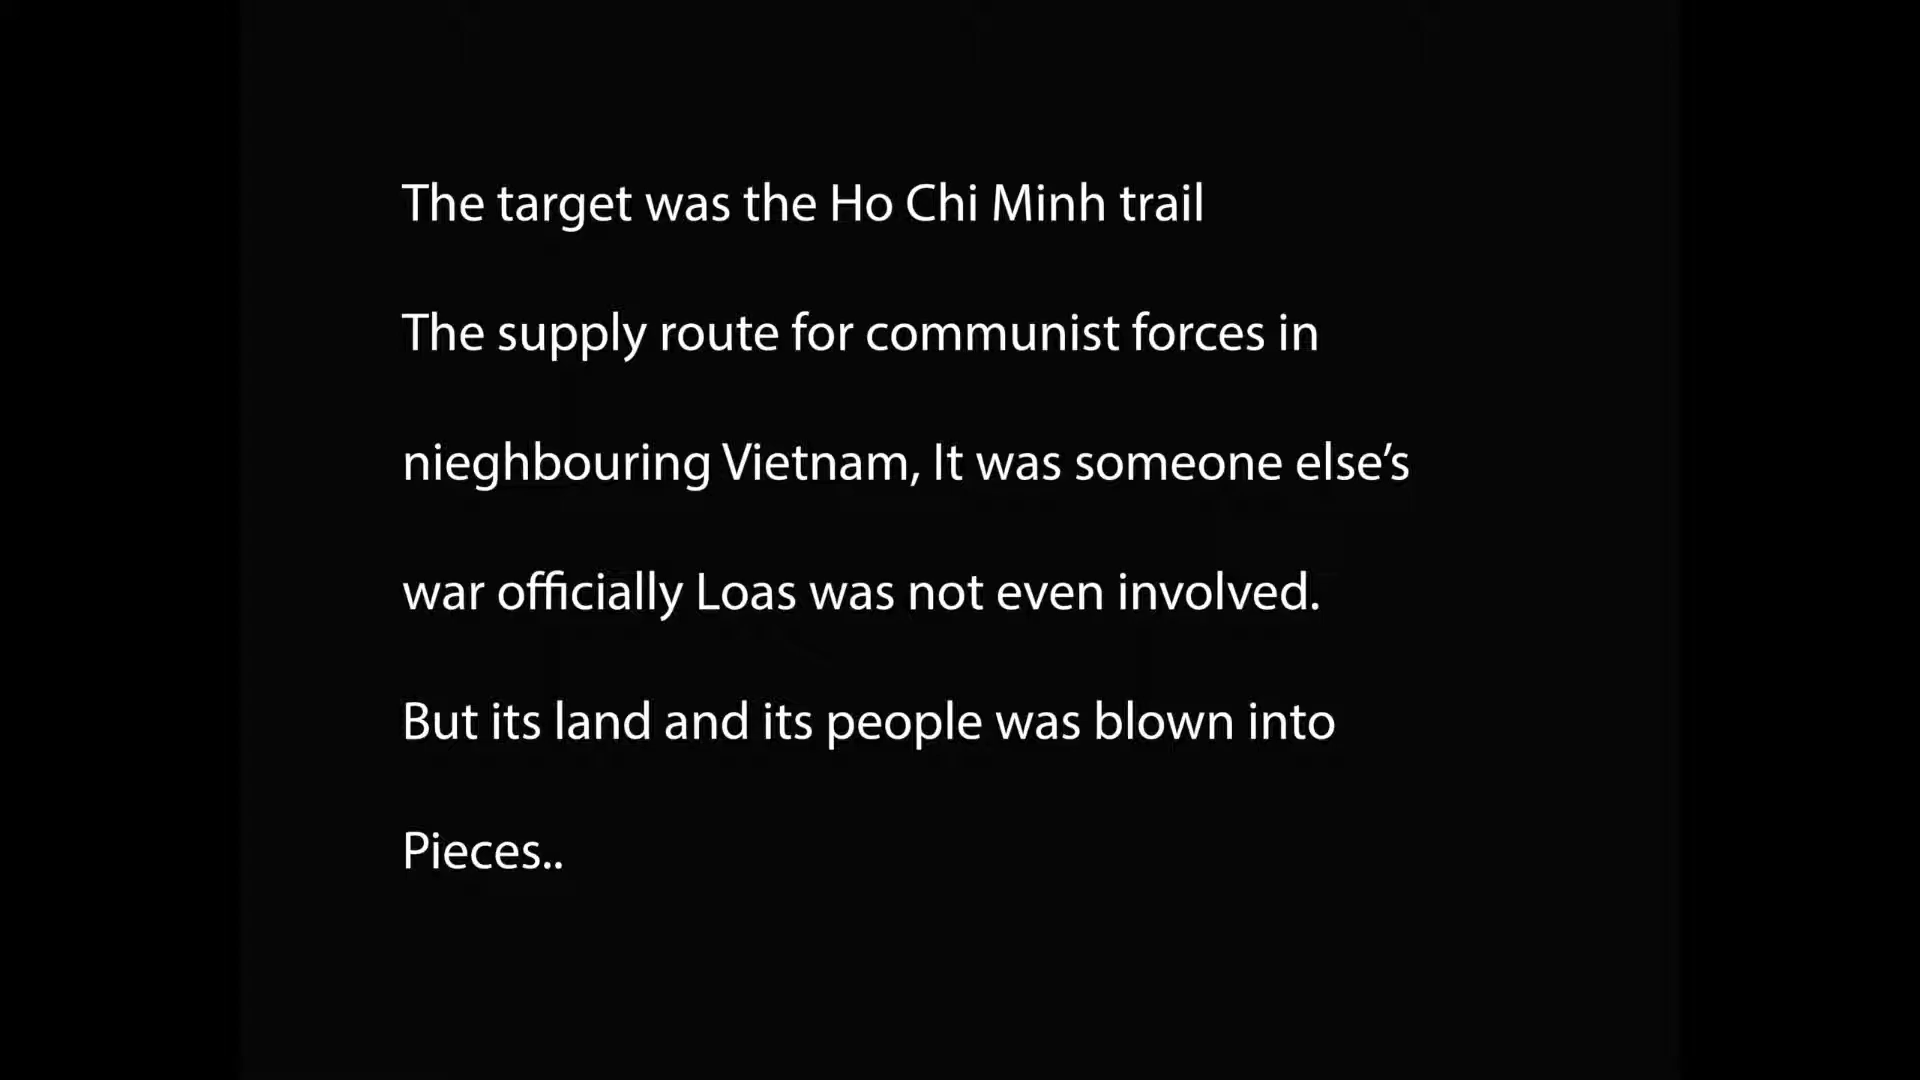 The target was the Ho Chi Minh trail
The supply route for communist forces in
nieghbouring Vietnam, It was someone else’s
war officially Loas was not even involved.
But its land and its people was blown into
Pieces..